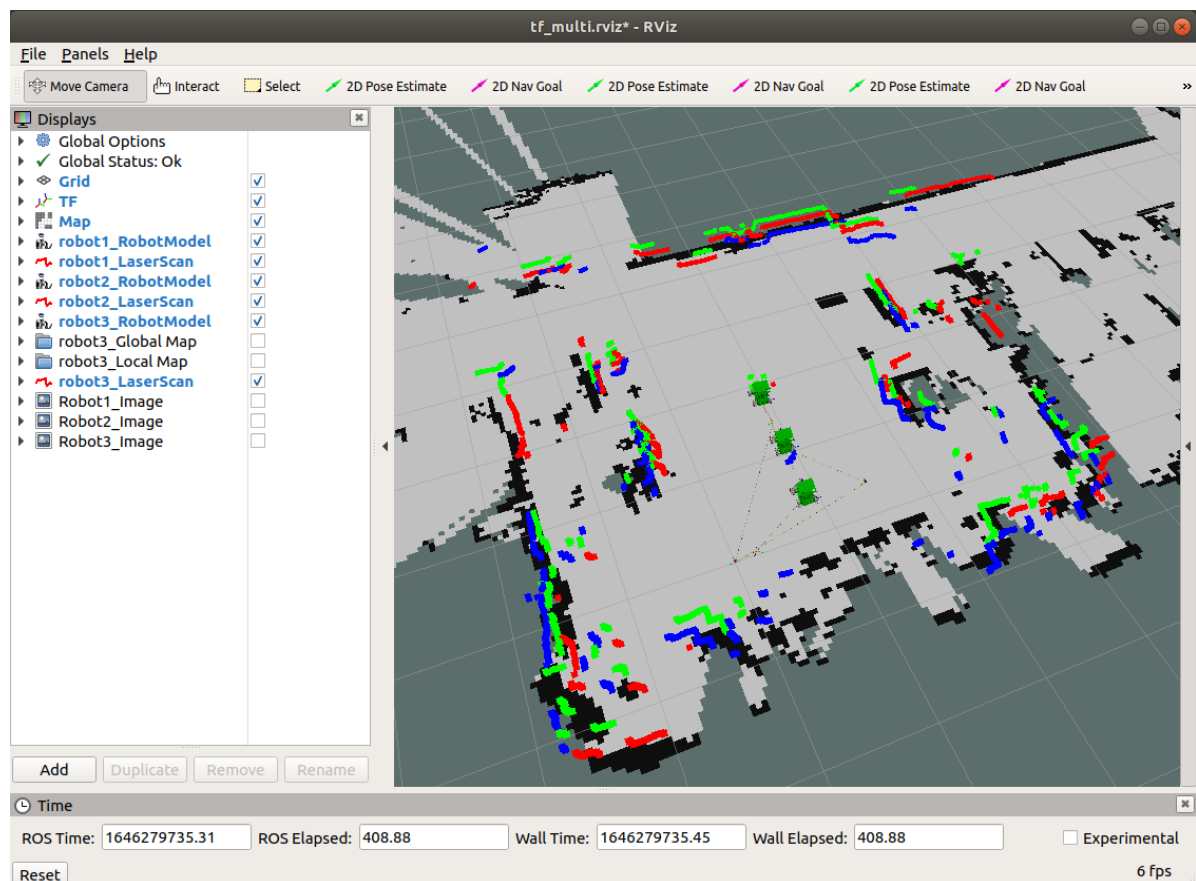 tf_multi.rviz* - RViz
File Panels Help
Move Camera Interact Select 2D Pose Estimate 2D Nav Goal 2D Pose Estimate 2D Nav Goal 2D Pose Estimate 2D Nav Goal »
Displays
Global Options
Global Status: Ok
Grid
TF
Map
robot1_RobotModel
robot1_LaserScan
robot2_RobotModel
robot2_LaserScan
robot3_RobotModel
robot3_Global Map
robot3_Local Map
robot3_LaserScan
Robot1_Image
Robot2_Image
Robot3_Image
Add Duplicate Remove Rename
Time
ROS Time: 1646279735.31 ROS Elapsed: 408.88 Wall Time: 1646279735.45 Wall Elapsed: 408.88 Experimental
Reset 6 fps